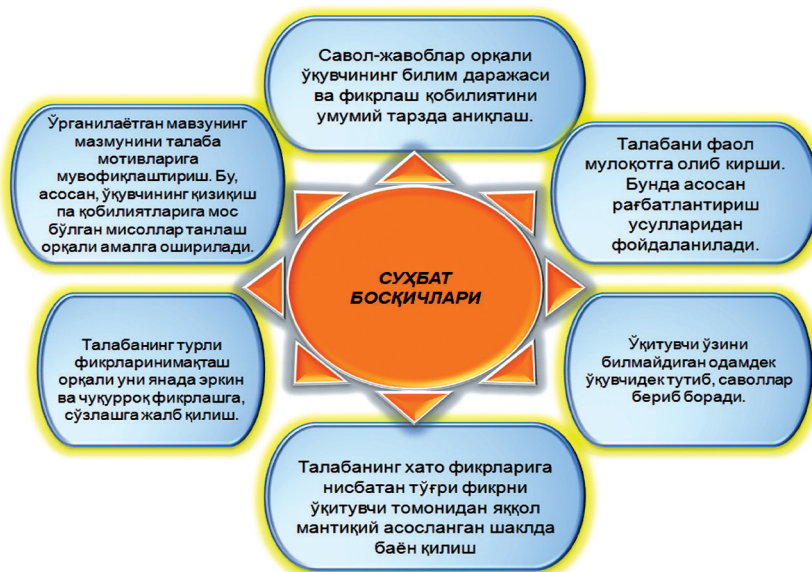 Савол-жавоблар орқали
ўқувчининг билим даражаси
ва фикрлаш қобилиятини
умумий тарзда аниқлаш.
Ўрганилаётган мавзунинг
мазмунини талаба
мотивларига
мувофиқлаштириш. Бу,
асосан, ўқувчининг қизиқиш
па қобилиятларига мос
бўлган мисоллар танлаш
орқали амалга оширилади.
Талабани фаол
мулоқотга олиб кирши.
Бунда асосан
рағбатлантириш
усулларидан
фойдаланилади.
СУҲБАТ
БОСҚИЧЛАРИ
Талабанинг турли
фикрларинимақташ
орқали уни янада эркин
ва чуқурроқ фикрлашга,
сўзлашга жалб қилиш.
Ўқитувчи ўзини
билмайдиган одамдек
ўқувчидек тутиб, саволлар
бериб боради.
Талабанинг хато фикрларига
нисбатан тўғри фикрни
ўқитувчи томонидан яққол
мантиқий асосланган шаклда
баён қилиш